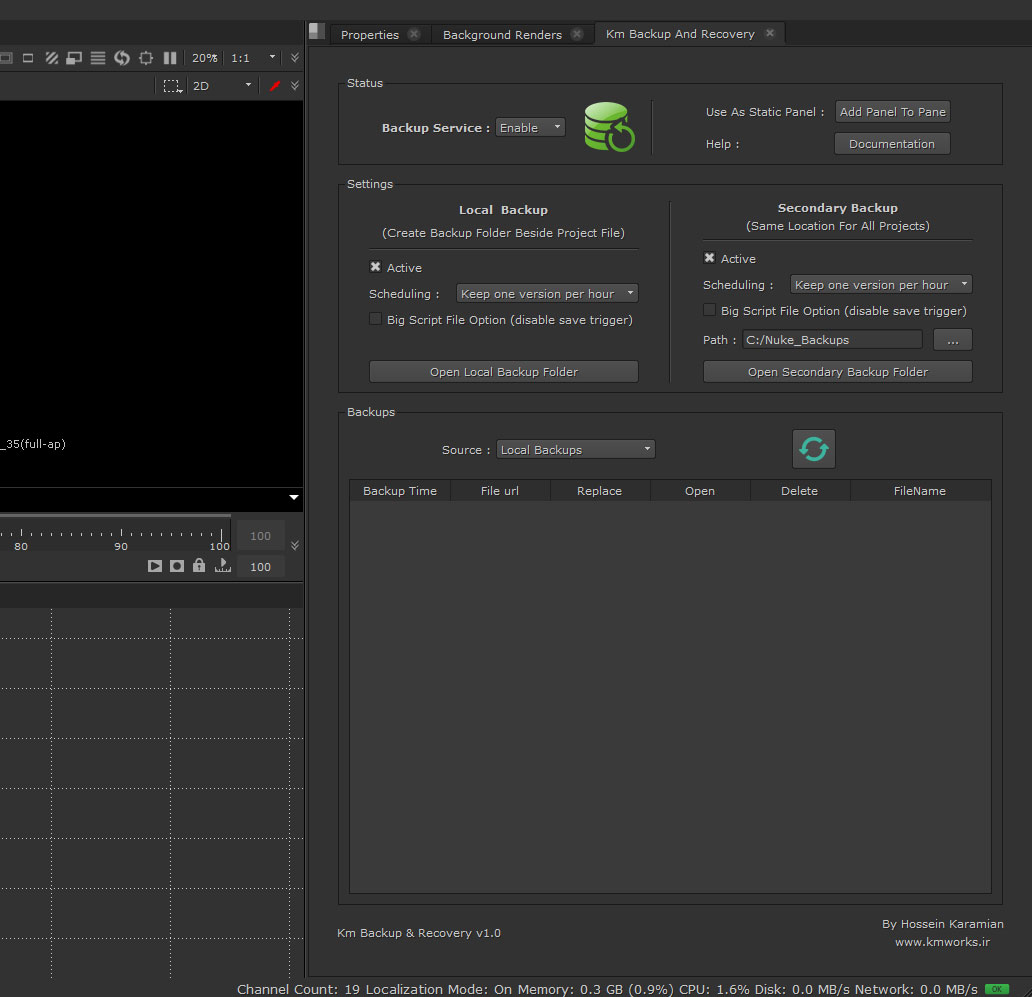 Properties
Background Renders
Km Backup And Recovery
20%
1:1
2D
_35(full-ap)
80
90
100
100
100
Status
Backup Service :
Enable
Use As Static Panel :
Add Panel To Pane
Help :
Documentation
Settings
Local  Backup
(Create Backup Folder Beside Project File)
Active
Scheduling :
Keep one version per hour
Big Script File Option (disable save trigger)
Open Local Backup Folder
Secondary Backup
(Same Location For All Projects)
Active
Scheduling :
Keep one version per hour
Big Script File Option (disable save trigger)
Path :
C:/Nuke_Backups
...
Open Secondary Backup Folder
Backups
Source :
Local Backups
Backup Time
File url
Replace
Open
Delete
FileName
Km Backup & Recovery v1.0
By Hossein Karamian
www.kmworks.ir
Channel Count: 19 Localization Mode: On Memory: 0.3 GB (0.9%) CPU: 1.6% Disk: 0.0 MB/s Network: 0.0 MB/s
OK